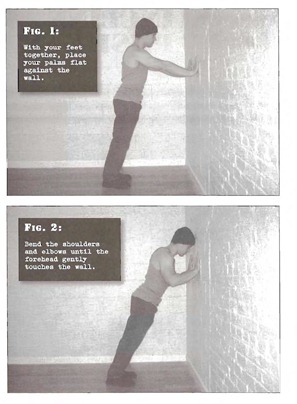 FIG. 1:
With your feet
together, place
your palms flat
against the
wall.
FIG. 2:
Bend the shoulders
and elbows until the
forehead gently
touches the wall.